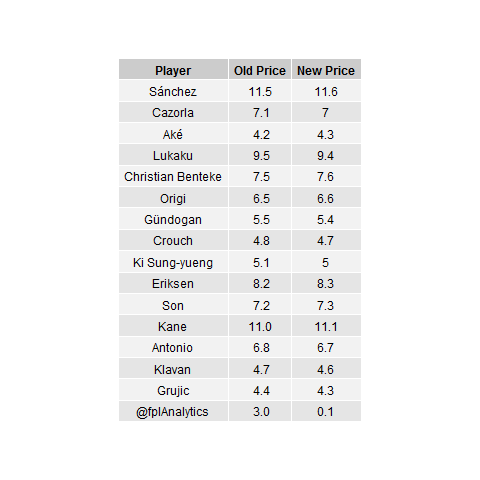 Player Old Price New Price
Sánchez 11.5 11.6
Cazorla 7.1 7
Aké 4.2 4.3
Lukaku 9.5 9.4
Christian Benteke 7.5 7.6
Origi 6.5 6.6
Gündogan 5.5 5.4
Crouch 4.8 4.7
Ki Sung-yueng 5.1 5
Eriksen 8.2 8.3
Son 7.2 7.3
Kane 11.0 11.1
Antonio 6.8 6.7
Klavan 4.7 4.6
Grujic 4.4 4.3
@fplAnalytics 3.0 0.1